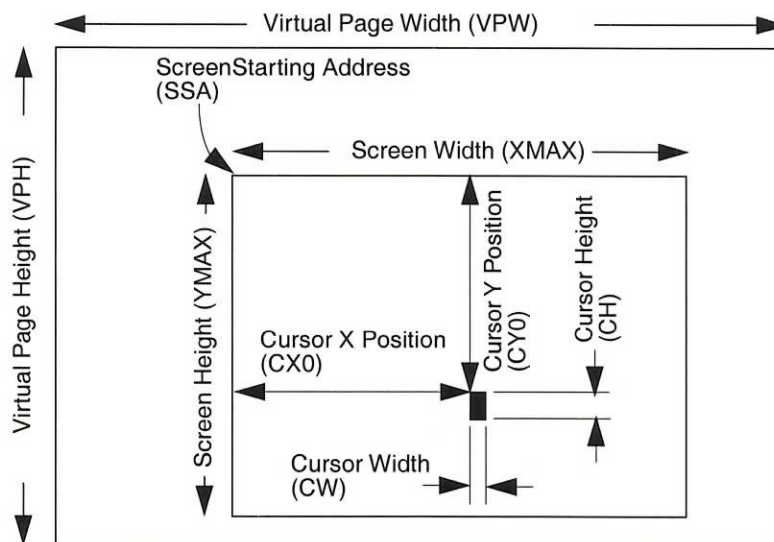 Virtual Page Width (VPW)
ScreenStarting Address
(SSA)
Screen Width (XMAX)
Virtual Page Height (VPH)
Screen Height (YMAX)
Cursor Y Position
(CY0)
Cursor Height
(CH)
Cursor X Position
(CX0)
Cursor Width
(CW)